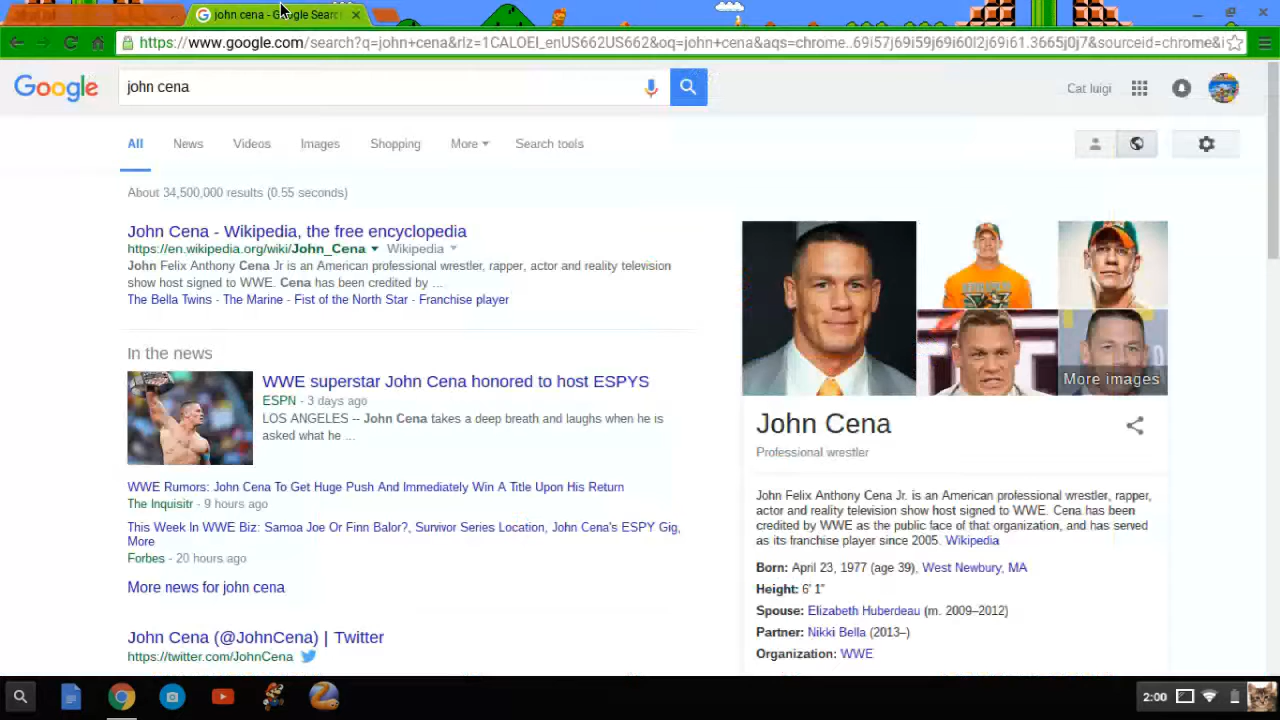 john cena - Google Search
https://www.google.com/search?q=john+cena&rlz=1CALOEI_enUS662US662&oq=john+cena&aqs=chrome..69i57j69i59j69i60l2j69i61.3665j0j7&sourceid=chrome&i
Google
john cena
Cat luigi
All News Videos Images Shopping More Search tools
About 34,500,000 results (0.55 seconds)
John Cena - Wikipedia, the free encyclopedia
https://en.wikipedia.org/wiki/John_Cena Wikipedia
John Felix Anthony Cena Jr is an American professional wrestler, rapper, actor and reality television
show host signed to WWE. Cena has been credited by ...
The Bella Twins - The Marine - Fist of the North Star - Franchise player
In the news
WWE superstar John Cena honored to host ESPYS
ESPN - 3 days ago
LOS ANGELES -- John Cena takes a deep breath and laughs when he is
asked what he ...
WWE Rumors: John Cena To Get Huge Push And Immediately Win A Title Upon His Return
The Inquisitr - 9 hours ago
This Week In WWE Biz: Samoa Joe Or Finn Balor?, Survivor Series Location, John Cena's ESPY Gig,
More
Forbes - 20 hours ago
More news for john cena
John Cena (@JohnCena) | Twitter
https://twitter.com/JohnCena
More images
John Cena
Professional wrestler
John Felix Anthony Cena Jr. is an American professional wrestler, rapper,
actor and reality television show host signed to WWE. Cena has been
credited by WWE as the public face of that organization, and has served
as its franchise player since 2005. Wikipedia
Born: April 23, 1977 (age 39), West Newbury, MA
Height: 6′ 1″
Spouse: Elizabeth Huberdeau (m. 2009–2012)
Partner: Nikki Bella (2013–)
Organization: WWE
2:00